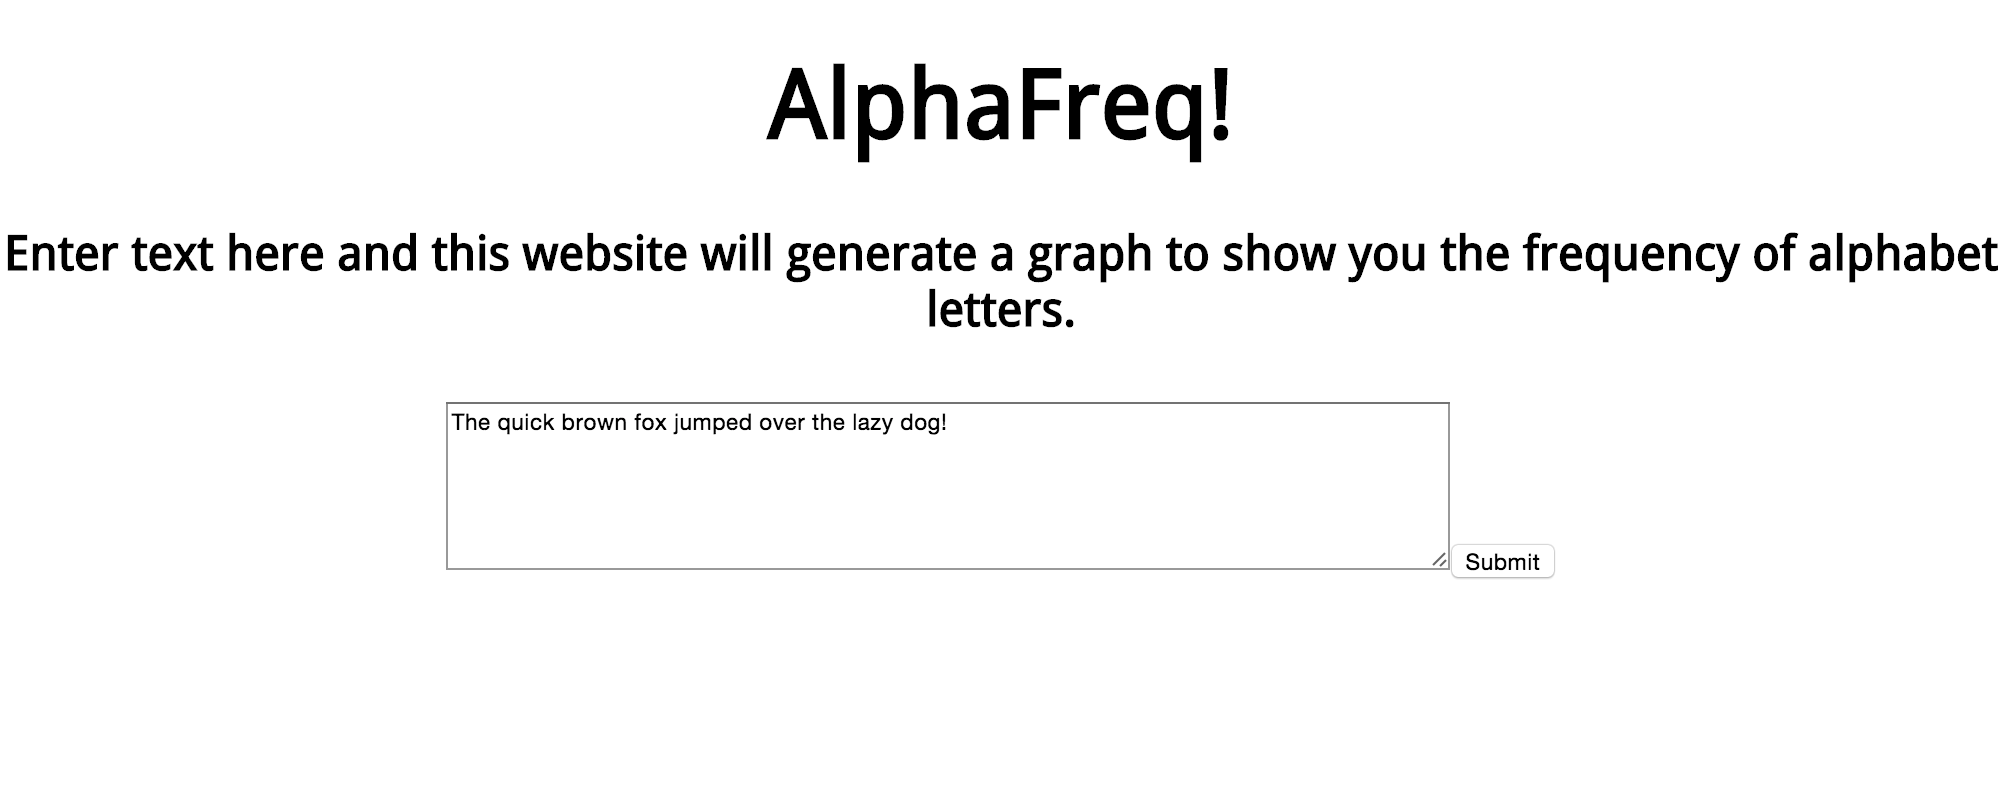 AlphaFreq!
Enter text here and this website will generate a graph to show you the frequency of alphabet
letters.
The quick brown fox jumped over the lazy dog!
Submit